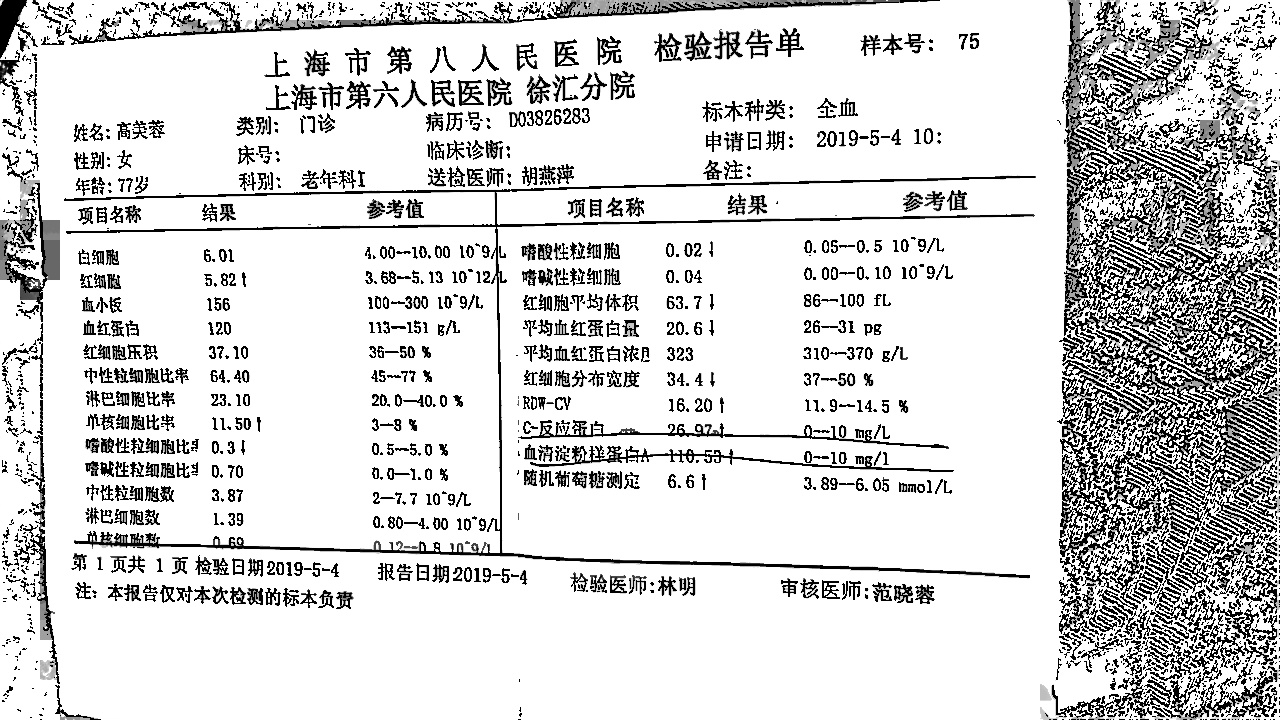 上海市第八人民医院 检验报告单 样本号: 75
上海市第六人民医院 徐汇分院
姓名: 高美蓉 类别: 门诊 病历号: D03826283 标本种类: 全血
性别: 女 床号: 临床诊断: 申请日期: 2019-5-4 10:
年龄: 77岁 科别: 老年科I 送检医师: 胡燕萍 备注:
项目名称 结果 参考值 项目名称 结果 参考值
白细胞 6.01 4.00--10.00 10^9/L 嗜酸性粒细胞 0.02↓ 0.05--0.5 10^9/L
红细胞 5.82↑ 3.68--5.13 10^12/L 嗜碱性粒细胞 0.04 0.00--0.10 10^9/L
血小板 156 100--300 10^9/L 红细胞平均体积 63.7↓ 86--100 fL
血红蛋白 120 113--151 g/L 平均血红蛋白量 20.6↓ 26--31 pg
红细胞压积 37.10 36--50 % 平均血红蛋白浓 323 310--370 g/L
中性粒细胞比率 64.40 45--77 % 红细胞分布宽度 34.4↓ 37--50 %
淋巴细胞比率 23.10 20.0--40.0 % RDW-CV 16.20↑ 11.9--14.5 %
单核细胞比率 11.50↑ 3--8 % C-反应蛋白 26.97↑ 0--10 mg/L
嗜酸性粒细胞比 0.3↓ 0.5--5.0 % 血清淀粉样蛋白A 110.53↑ 0--10 mg/l
嗜碱性粒细胞比 0.70 0.0--1.0 % 随机葡萄糖测定 6.6↑ 3.89--6.05 mmol/L
中性粒细胞数 3.87 2--7.7 10^9/L
淋巴细胞数 1.39 0.80--4.00 10^9/L
单核细胞数 0.69 0.12--0.8 10^9/L
第 1 页共 1 页 检验日期2019-5-4 报告日期2019-5-4 检验医师:林明 审核医师:范晓蓉
注: 本报告仅对本次检测的标本负责